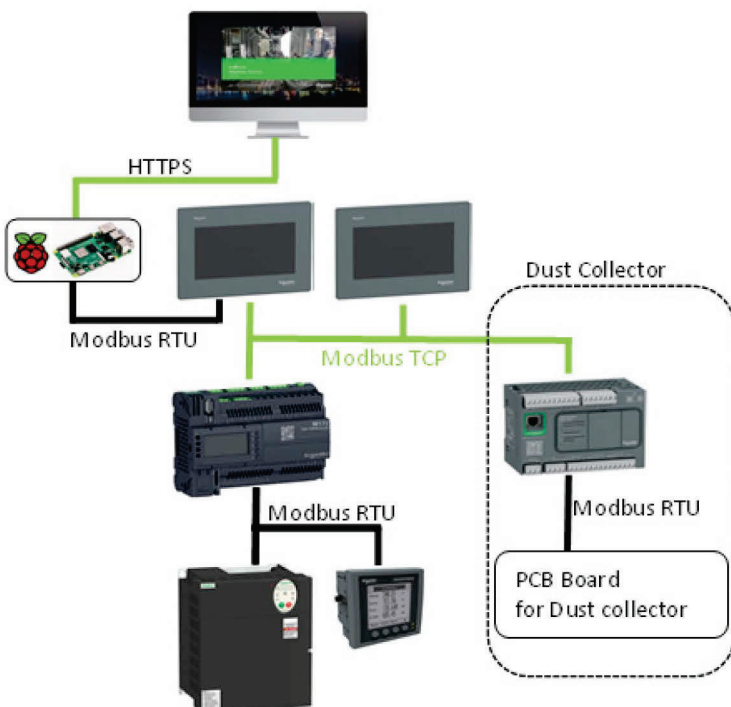 HTTPS
Dust Collector
Modbus RTU
Modbus TCP
Modbus RTU
Modbus RTU
PCB Board
for Dust collector